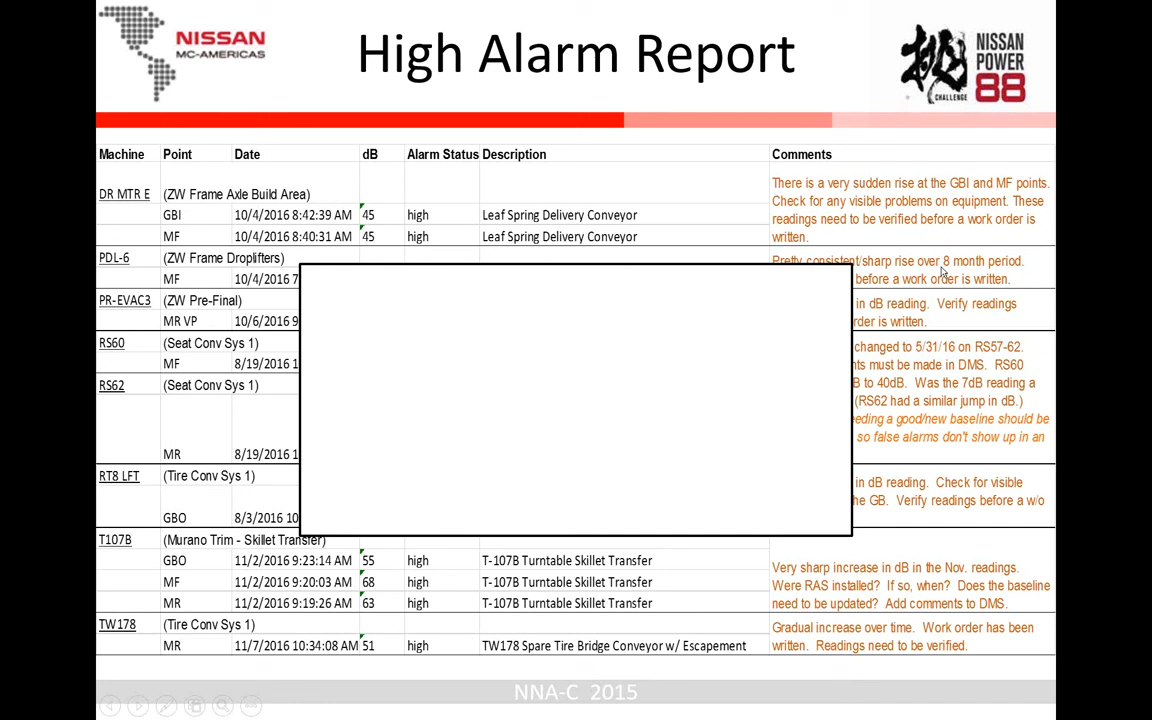 NISSAN
MC-AMERICAS
High Alarm Report
挑
CHALLENGE
NISSAN
POWER
88
Machine Point Date dB Alarm Status Description Comments
DR MTR E (ZW Frame Axle Build Area)
GBI 10/4/2016 8:42:39 AM 45 high Leaf Spring Delivery Conveyor
MF 10/4/2016 8:40:31 AM 45 high Leaf Spring Delivery Conveyor
There is a very sudden rise at the GBI and MF points.
Check for any visible problems on equipment. These
readings need to be verified before a work order is
written.
PDL-6 (ZW Frame Droplifters)
MF 10/4/2016 7
Pretty consistent/sharp rise over 8 month period.
before a work order is written.
PR-EVAC3 (ZW Pre-Final)
MR VP 10/6/2016 9
in dB reading. Verify readings
rder is written.
RS60 (Seat Conv Sys 1)
MF 8/19/2016 1
RS62 (Seat Conv Sys 1)
MR 8/19/2016 1
changed to 5/31/16 on RS57-62.
nts must be made in DMS. RS60
B to 40dB. Was the 7dB reading a
(RS62 had a similar jump in dB.)
eding a good/new baseline should be
so false alarms don't show up in an
RT8 LFT (Tire Conv Sys 1)
GBO 8/3/2016 10
in dB reading. Check for visible
he GB. Verify readings before a w/o
T107B (Murano Trim - Skillet Transfer)
GBO 11/2/2016 9:23:14 AM 55 high T-107B Turntable Skillet Transfer
MF 11/2/2016 9:20:03 AM 68 high T-107B Turntable Skillet Transfer
MR 11/2/2016 9:19:26 AM 63 high T-107B Turntable Skillet Transfer
Very sharp increase in dB in the Nov. readings.
Were RAS installed? If so, when? Does the baseline
need to be updated? Add comments to DMS.
TW178 (Tire Conv Sys 1)
MR 11/7/2016 10:34:08 AM 51 high TW178 Spare Tire Bridge Conveyor w/ Escapement
Gradual increase over time. Work order has been
written. Readings need to be verified.
NNA-C 2015